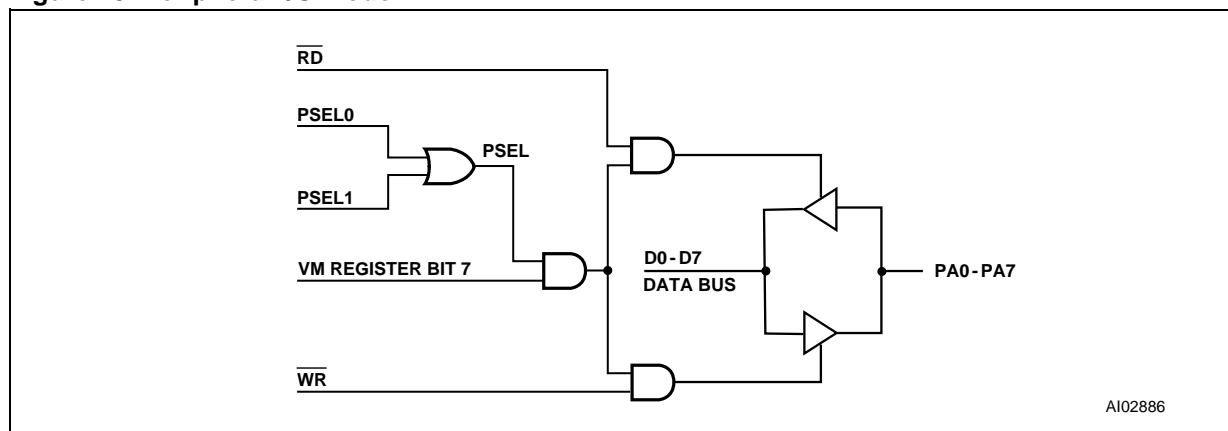 RD
PSEL0
PSEL
PSEL1
VM REGISTER BIT 7
D0-D7
DATA BUS
PA0-PA7
WR
AI02886